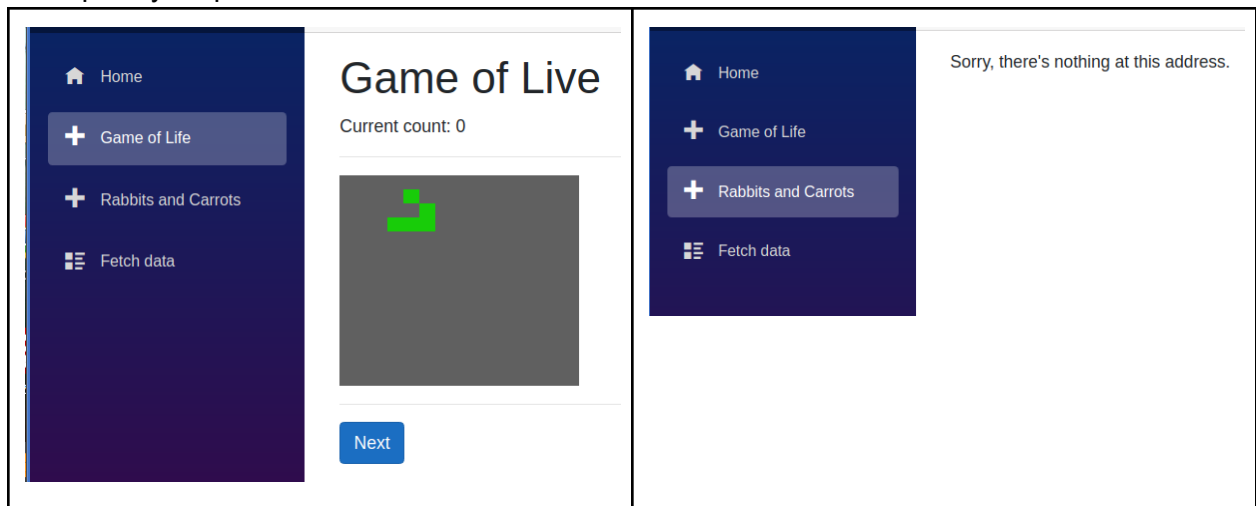 Home
Game of Life
Rabbits and Carrots
Fetch data
Game of Live
Current count: 0
Next
Home
Game of Life
Rabbits and Carrots
Fetch data
Sorry, there's nothing at this address.